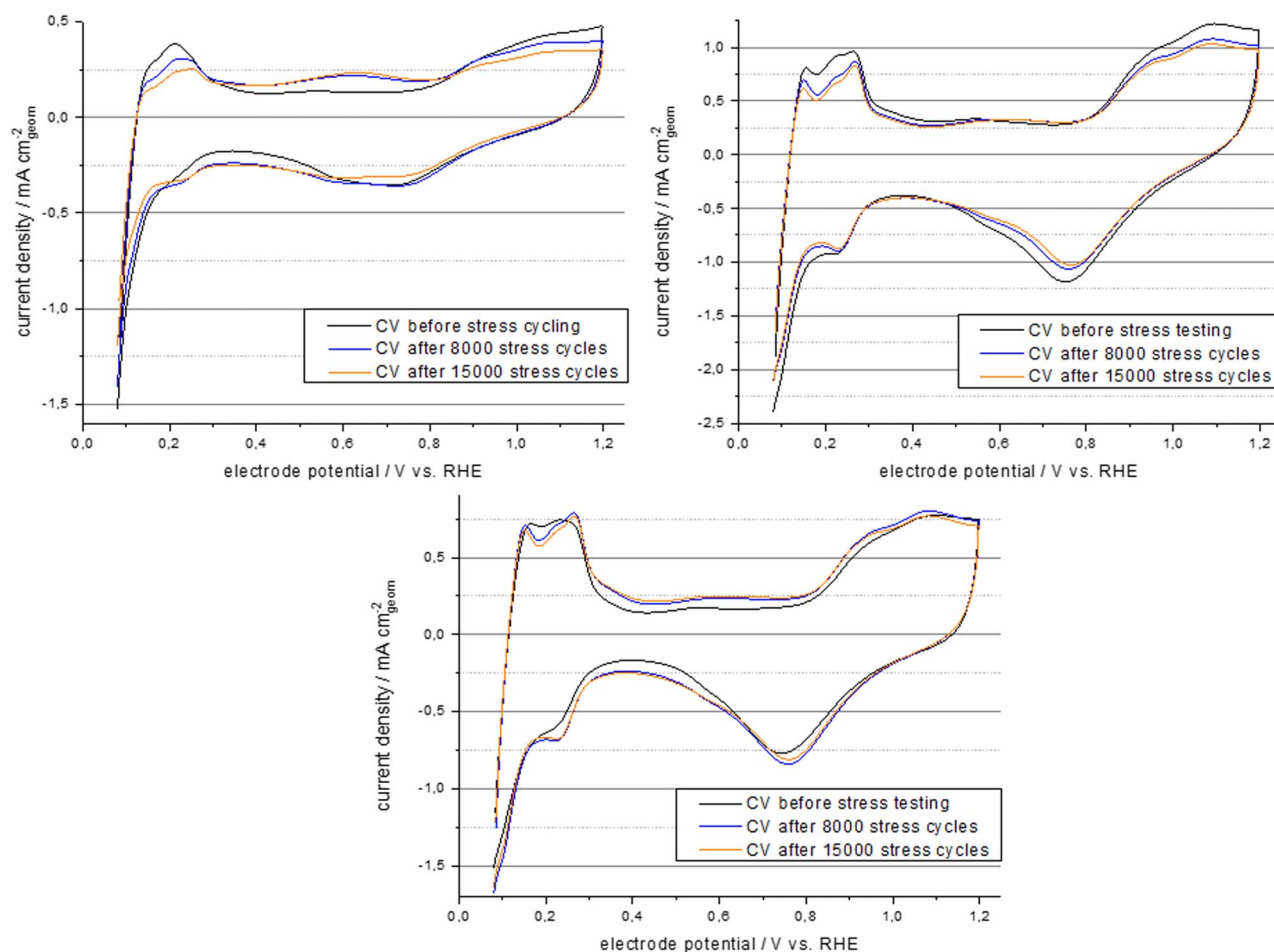 0,5
0,0
-0,5
-1,0
-1,5
current density / mA cm-2geom
CV before stress cycling
CV after 8000 stress cycles
CV after 15000 stress cycles
0,0 0,2 0,4 0,6 0,8 1,0 1,2
electrode potential / V vs. RHE
1,0
0,5
0,0
-0,5
-1,0
-1,5
-2,0
-2,5
current density / mA cm-2geom
CV before stress testing
CV after 8000 stress cycles
CV after 15000 stress cycles
0,0 0,2 0,4 0,6 0,8 1,0 1,2
electrode potential / V vs. RHE
0,5
0,0
-0,5
-1,0
-1,5
current density / mA cm-2geom
CV before stress testing
CV after 8000 stress cycles
CV after 15000 stress cycles
0,0 0,2 0,4 0,6 0,8 1,0 1,2
electrode potential / V vs. RHE